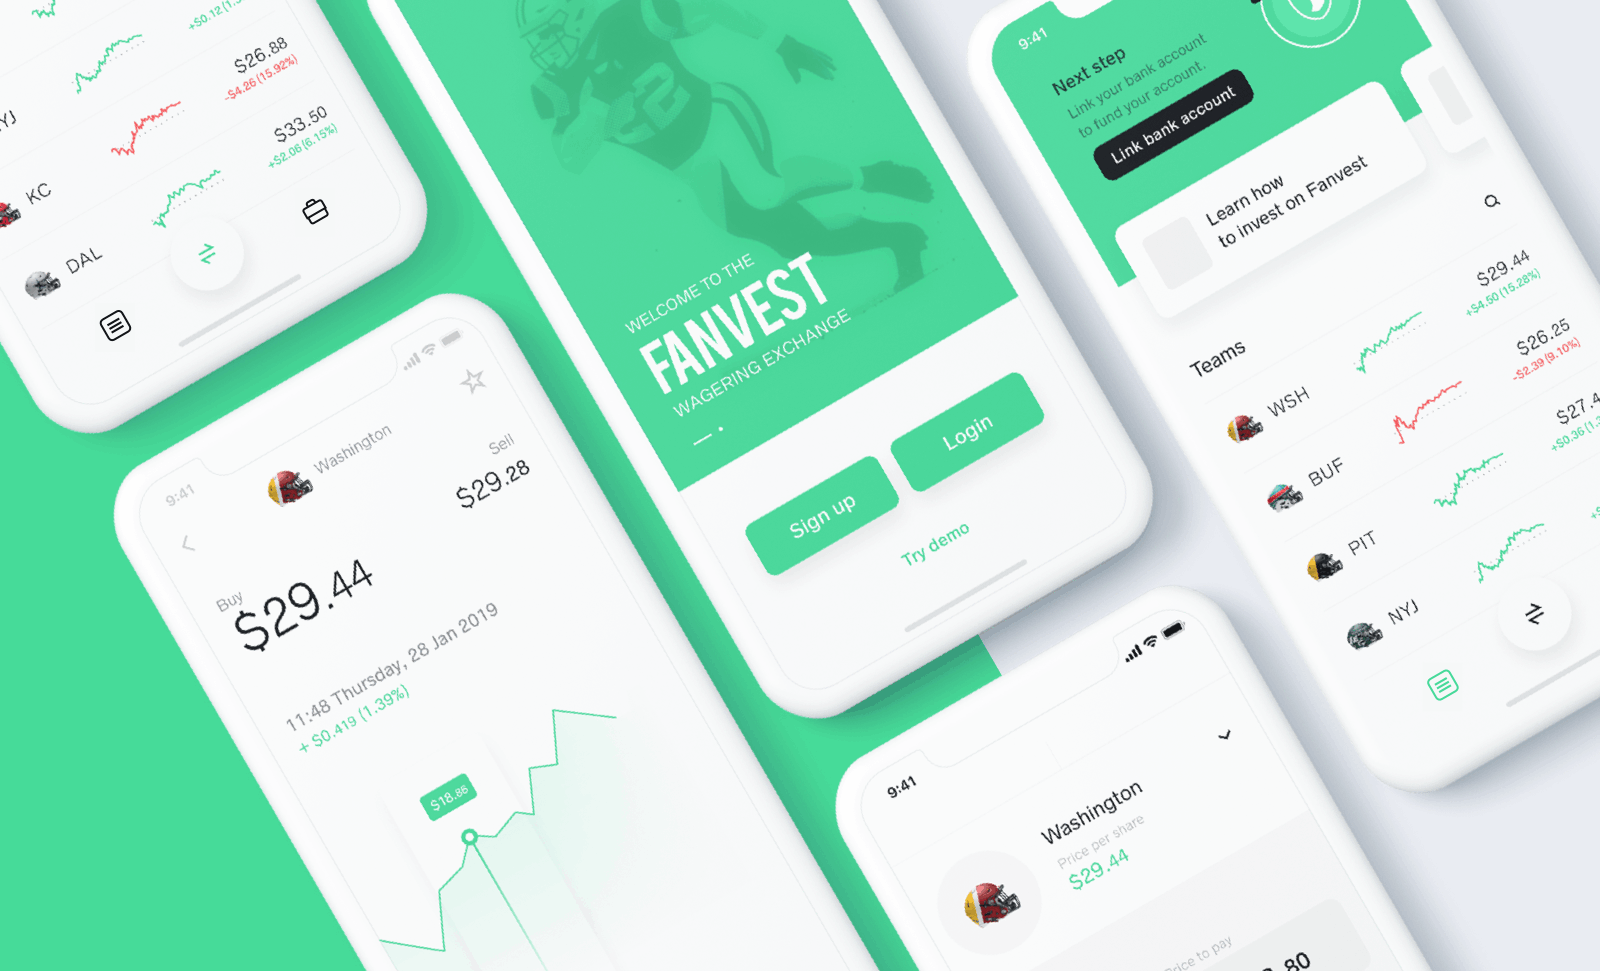 +$0.12 (1.
$26.88
-$4.26 (15.92%)
YJ
$33.50
+$2.06 (6.15%)
KC
DAL
9:41
Washington
Sell
$29.28
Buy
$29.44
11:48 Thursday, 28 Jan 2019
+ $0.419 (1.39%)
$18.86
WELCOME TO THE
FANVEST
WAGERING EXCHANGE
Sign up
Login
Try demo
9:41
Washington
Price per share
$29.44
Price to pay
.80
9:41
Next step
Link your bank account
to fund your account.
Link bank account
Learn how
to invest on Fanvest
Teams
WSH
$29.44
+$4.50 (15.28%)
BUF
$26.25
-$2.39 (9.10%)
PIT
$27.4
+$0.36 (1.3
NYJ